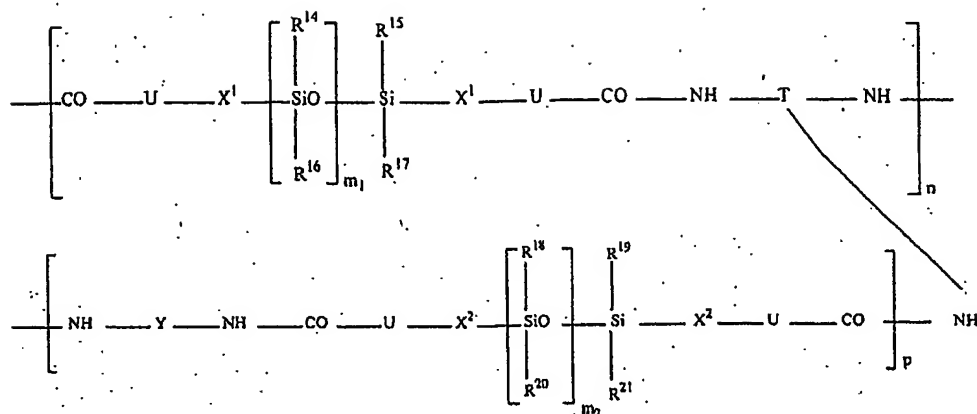 R¹⁴ R¹⁵
CO U X¹ SiO Si X¹ U CO NH T NH
R¹⁶ R¹⁷
m₁ n
R¹⁸ R¹⁹
NH Y NH CO U X² SiO Si X² U CO NH
R²⁰ R²¹
m₂ p